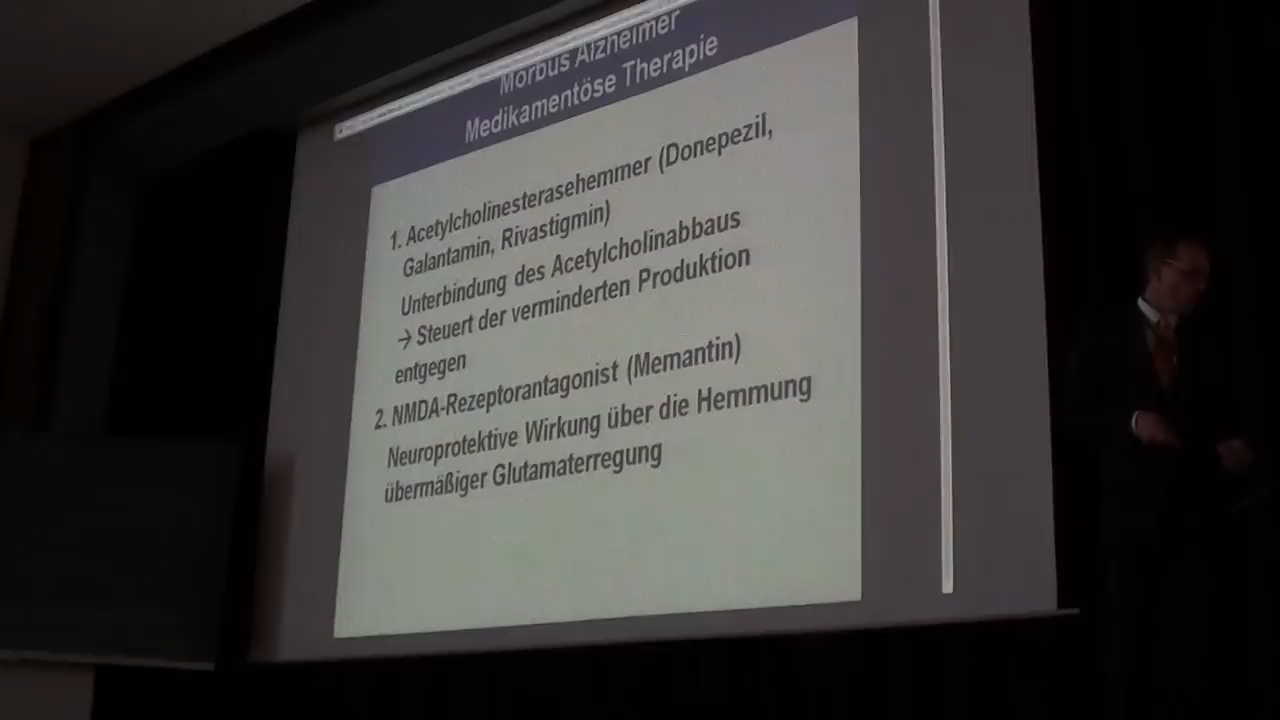 Morbus Alzheimer
Medikamentöse Therapie
1. Acetylcholinesterasehemmer (Donepezil,
Galantamin, Rivastigmin)
Unterbindung des Acetylcholinabbaus
→ Steuert der verminderten Produktion
entgegen
2. NMDA-Rezeptorantagonist (Memantin)
Neuroprotektive Wirkung über die Hemmung
übermäßiger Glutamaterregung